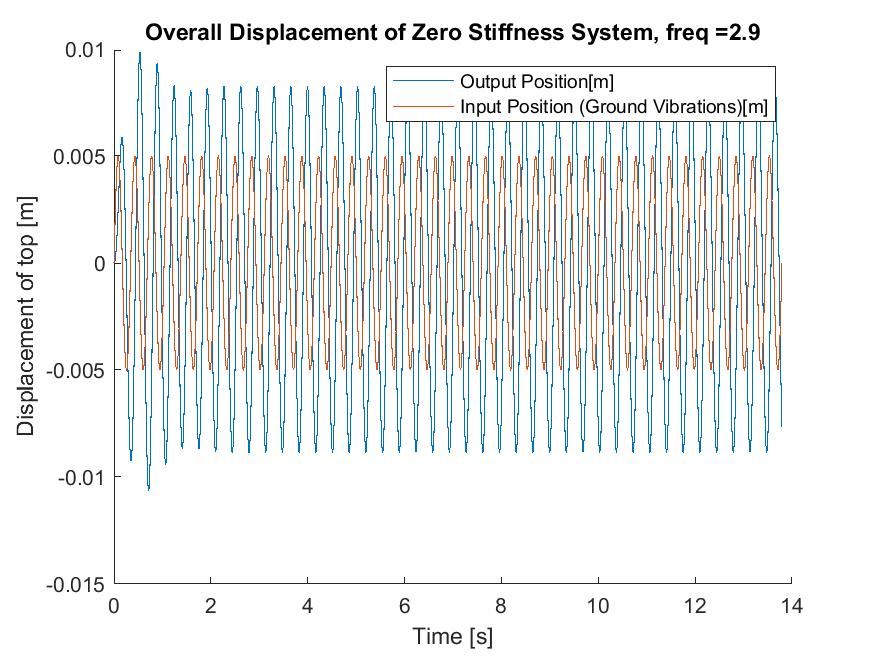 Overall Displacement of Zero Stiffness System, freq =2.9
Output Position[m]
Input Position (Ground Vibrations)[m]
Displacement of top [m]
0.01
0.005
0
-0.005
-0.01
-0.015
0 2 4 6 8 10 12 14
Time [s]